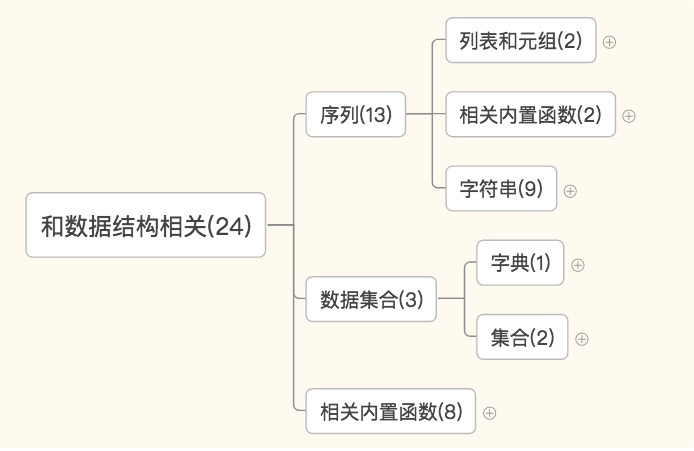 和数据结构相关(24)
序列(13)
列表和元组(2)
相关内置函数(2)
字符串(9)
数据集合(3)
字典(1)
集合(2)
相关内置函数(8)